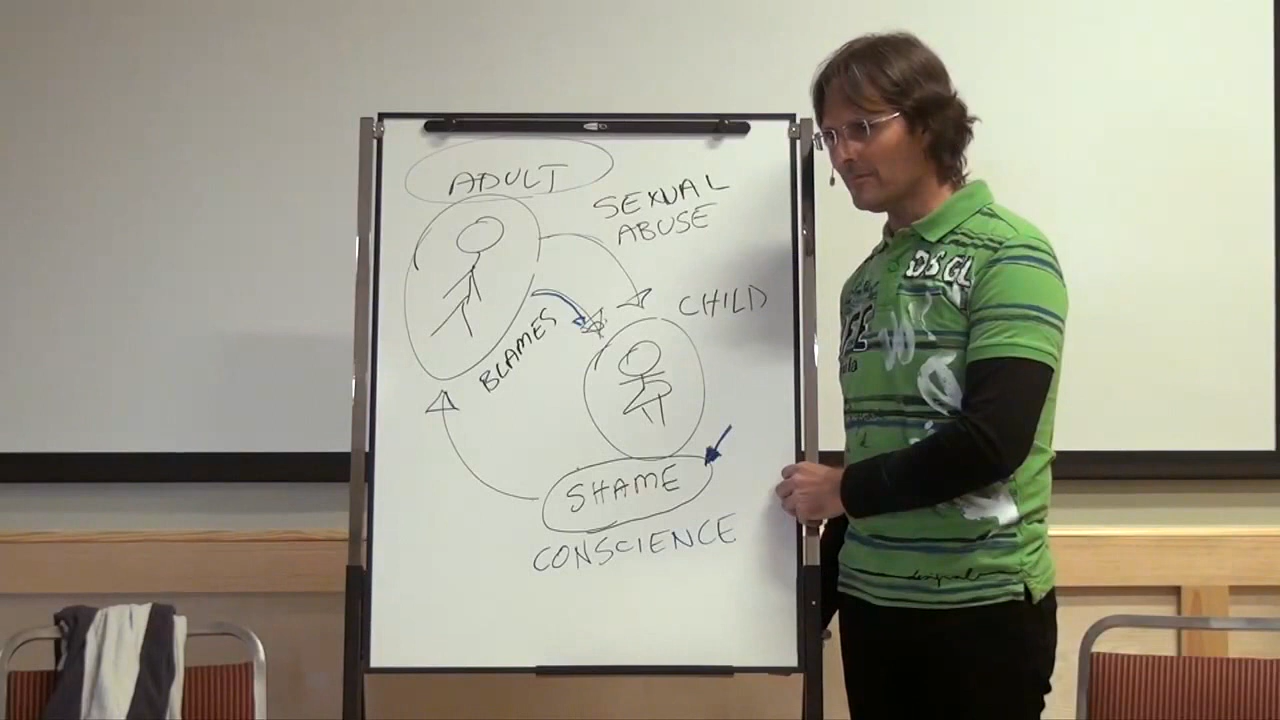 ADULT
SEXUAL
ABUSE
CHILD
BLAMES
SHAME
CONSCIENCE
DSGL